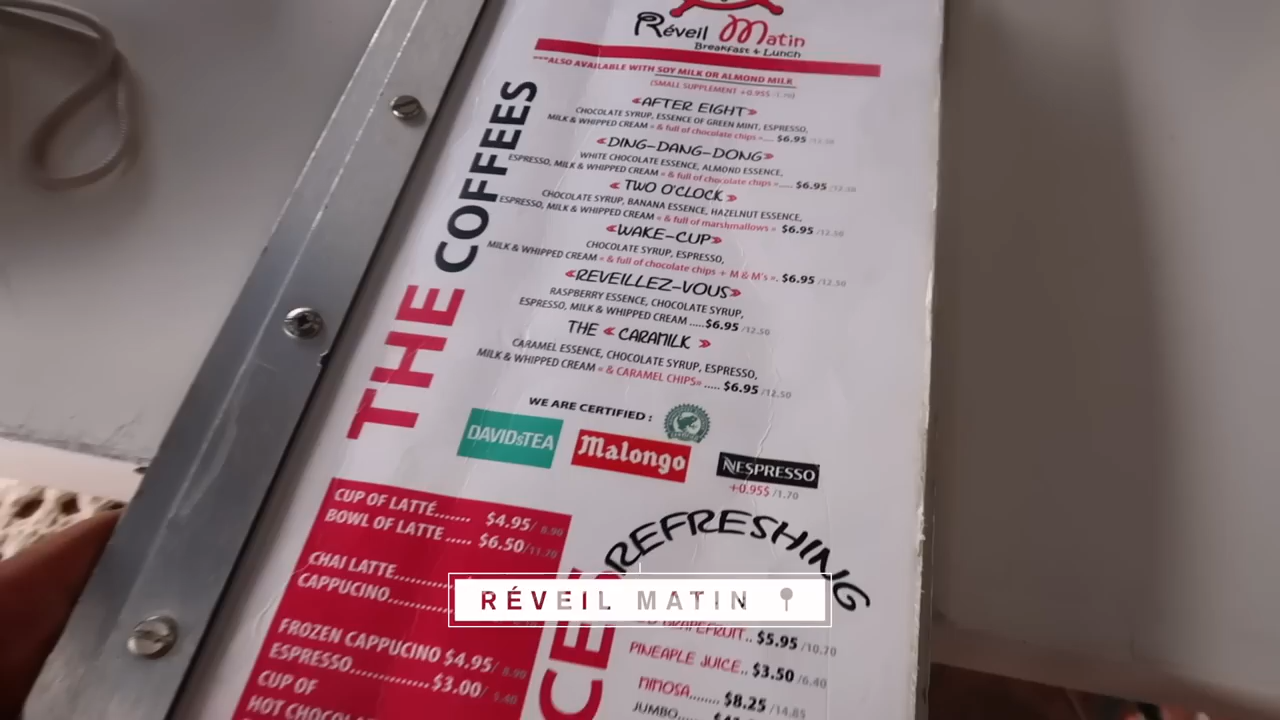 Réveil Matin
Breakfast + Lunch
***ALSO AVAILABLE WITH SOY MILK OR ALMOND MILK
(SMALL SUPPLEMENT +0.95$ /1.70)
THE COFFEES
«AFTER EIGHT»
CHOCOLATE SYRUP, ESSENCE OF GREEN MINT, ESPRESSO,
MILK & WHIPPED CREAM « & full of chocolate chips ».... $6.95 /12.50
«DING-DANG-DONG»
WHITE CHOCOLATE ESSENCE, ALMOND ESSENCE,
ESPRESSO, MILK & WHIPPED CREAM « & full of chocolate chips »..... $6.95 /12.50
« TWO O'CLOCK »
CHOCOLATE SYRUP, BANANA ESSENCE, HAZELNUT ESSENCE,
ESPRESSO, MILK & WHIPPED CREAM « & full of marshmallows » $6.95 /12.50
«WAKE-CUP»
CHOCOLATE SYRUP, ESPRESSO,
MILK & WHIPPED CREAM « & full of chocolate chips + M & M's ». $6.95 /12.50
«REVEILLEZ-VOUS»
RASPBERRY ESSENCE, CHOCOLATE SYRUP,
ESPRESSO, MILK & WHIPPED CREAM .....$6.95 /12.50
THE « CARAMILK »
CARAMEL ESSENCE, CHOCOLATE SYRUP, ESPRESSO,
MILK & WHIPPED CREAM « & CARAMEL CHIPS» ..... $6.95 /12.50
WE ARE CERTIFIED :
DAVIDsTEA
Malongo
NESPRESSO
+0.95$ /1.70
CUP OF LATTÉ....... $4.95/ 8.90
BOWL OF LATTE ..... $6.50/11.70
CHAI LATTE
CAPPUCINO
FROZEN CAPPUCINO $4.95/ 8.90
ESPRESSO...............$3.00/ 5.40
CUP OF
HOT CHOCOLA
REFRESHING
GRAPEFRUIT.. $5.95 /10.70
PINEAPLE JUICE.. $3.50 /6.40
MIMOSA........ $8.25 /14.85
JUMBO
RÉVEIL MATIN